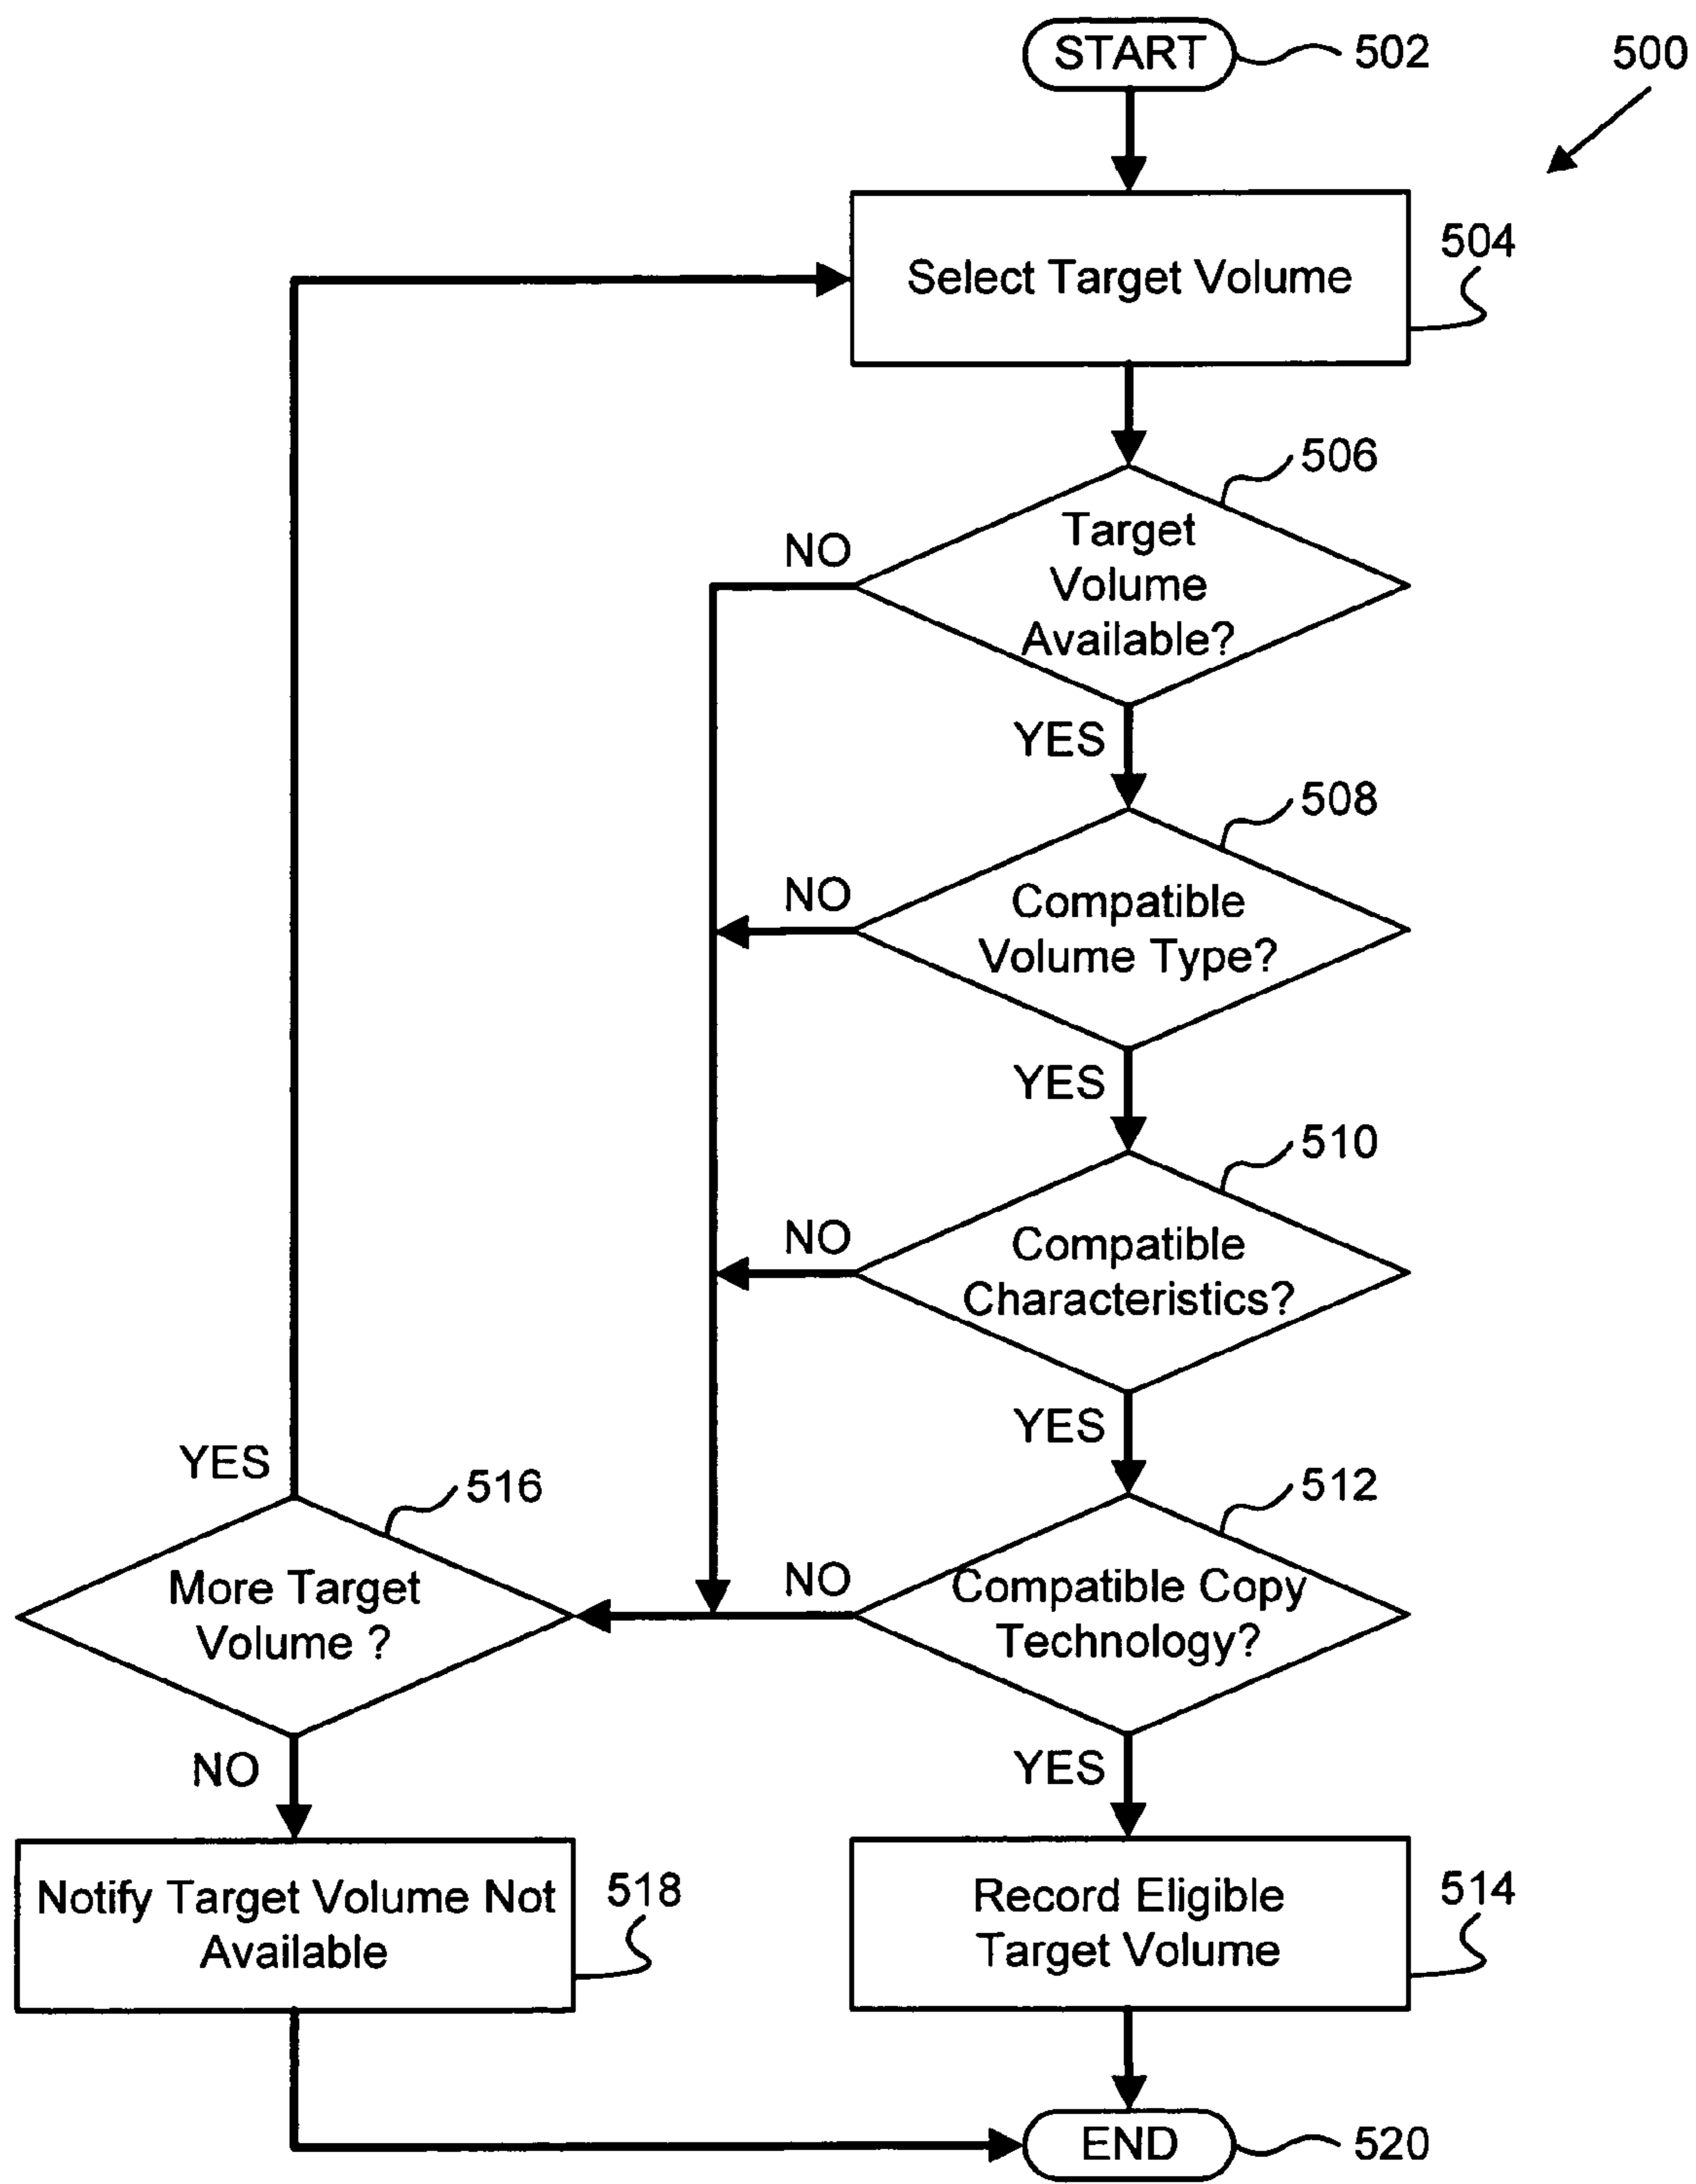 START
502
500
504
Select Target Volume
506
NO
Target
Volume
Available?
YES
508
NO
Compatible
Volume Type?
YES
510
NO
Compatible
Characteristics?
YES
YES
516
512
NO
More Target
Volume ?
Compatible Copy
Technology?
NO
YES
Notify Target Volume Not
Available
518
Record Eligible
Target Volume
514
END
520